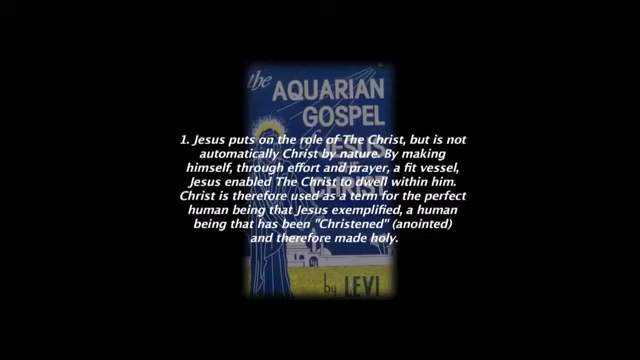 the
AQUARIAN
GOSPEL
1. Jesus puts on the role of The Christ, but is not
automatically Christ by nature. By making
himself, through effort and prayer, a fit vessel,
Jesus enabled The Christ to dwell within him.
Christ is therefore used as a term for the perfect
human being that Jesus exemplified, a human
being that has been "Christened" (anointed)
and therefore made holy.
JESUS
CHRIST
by LEVI